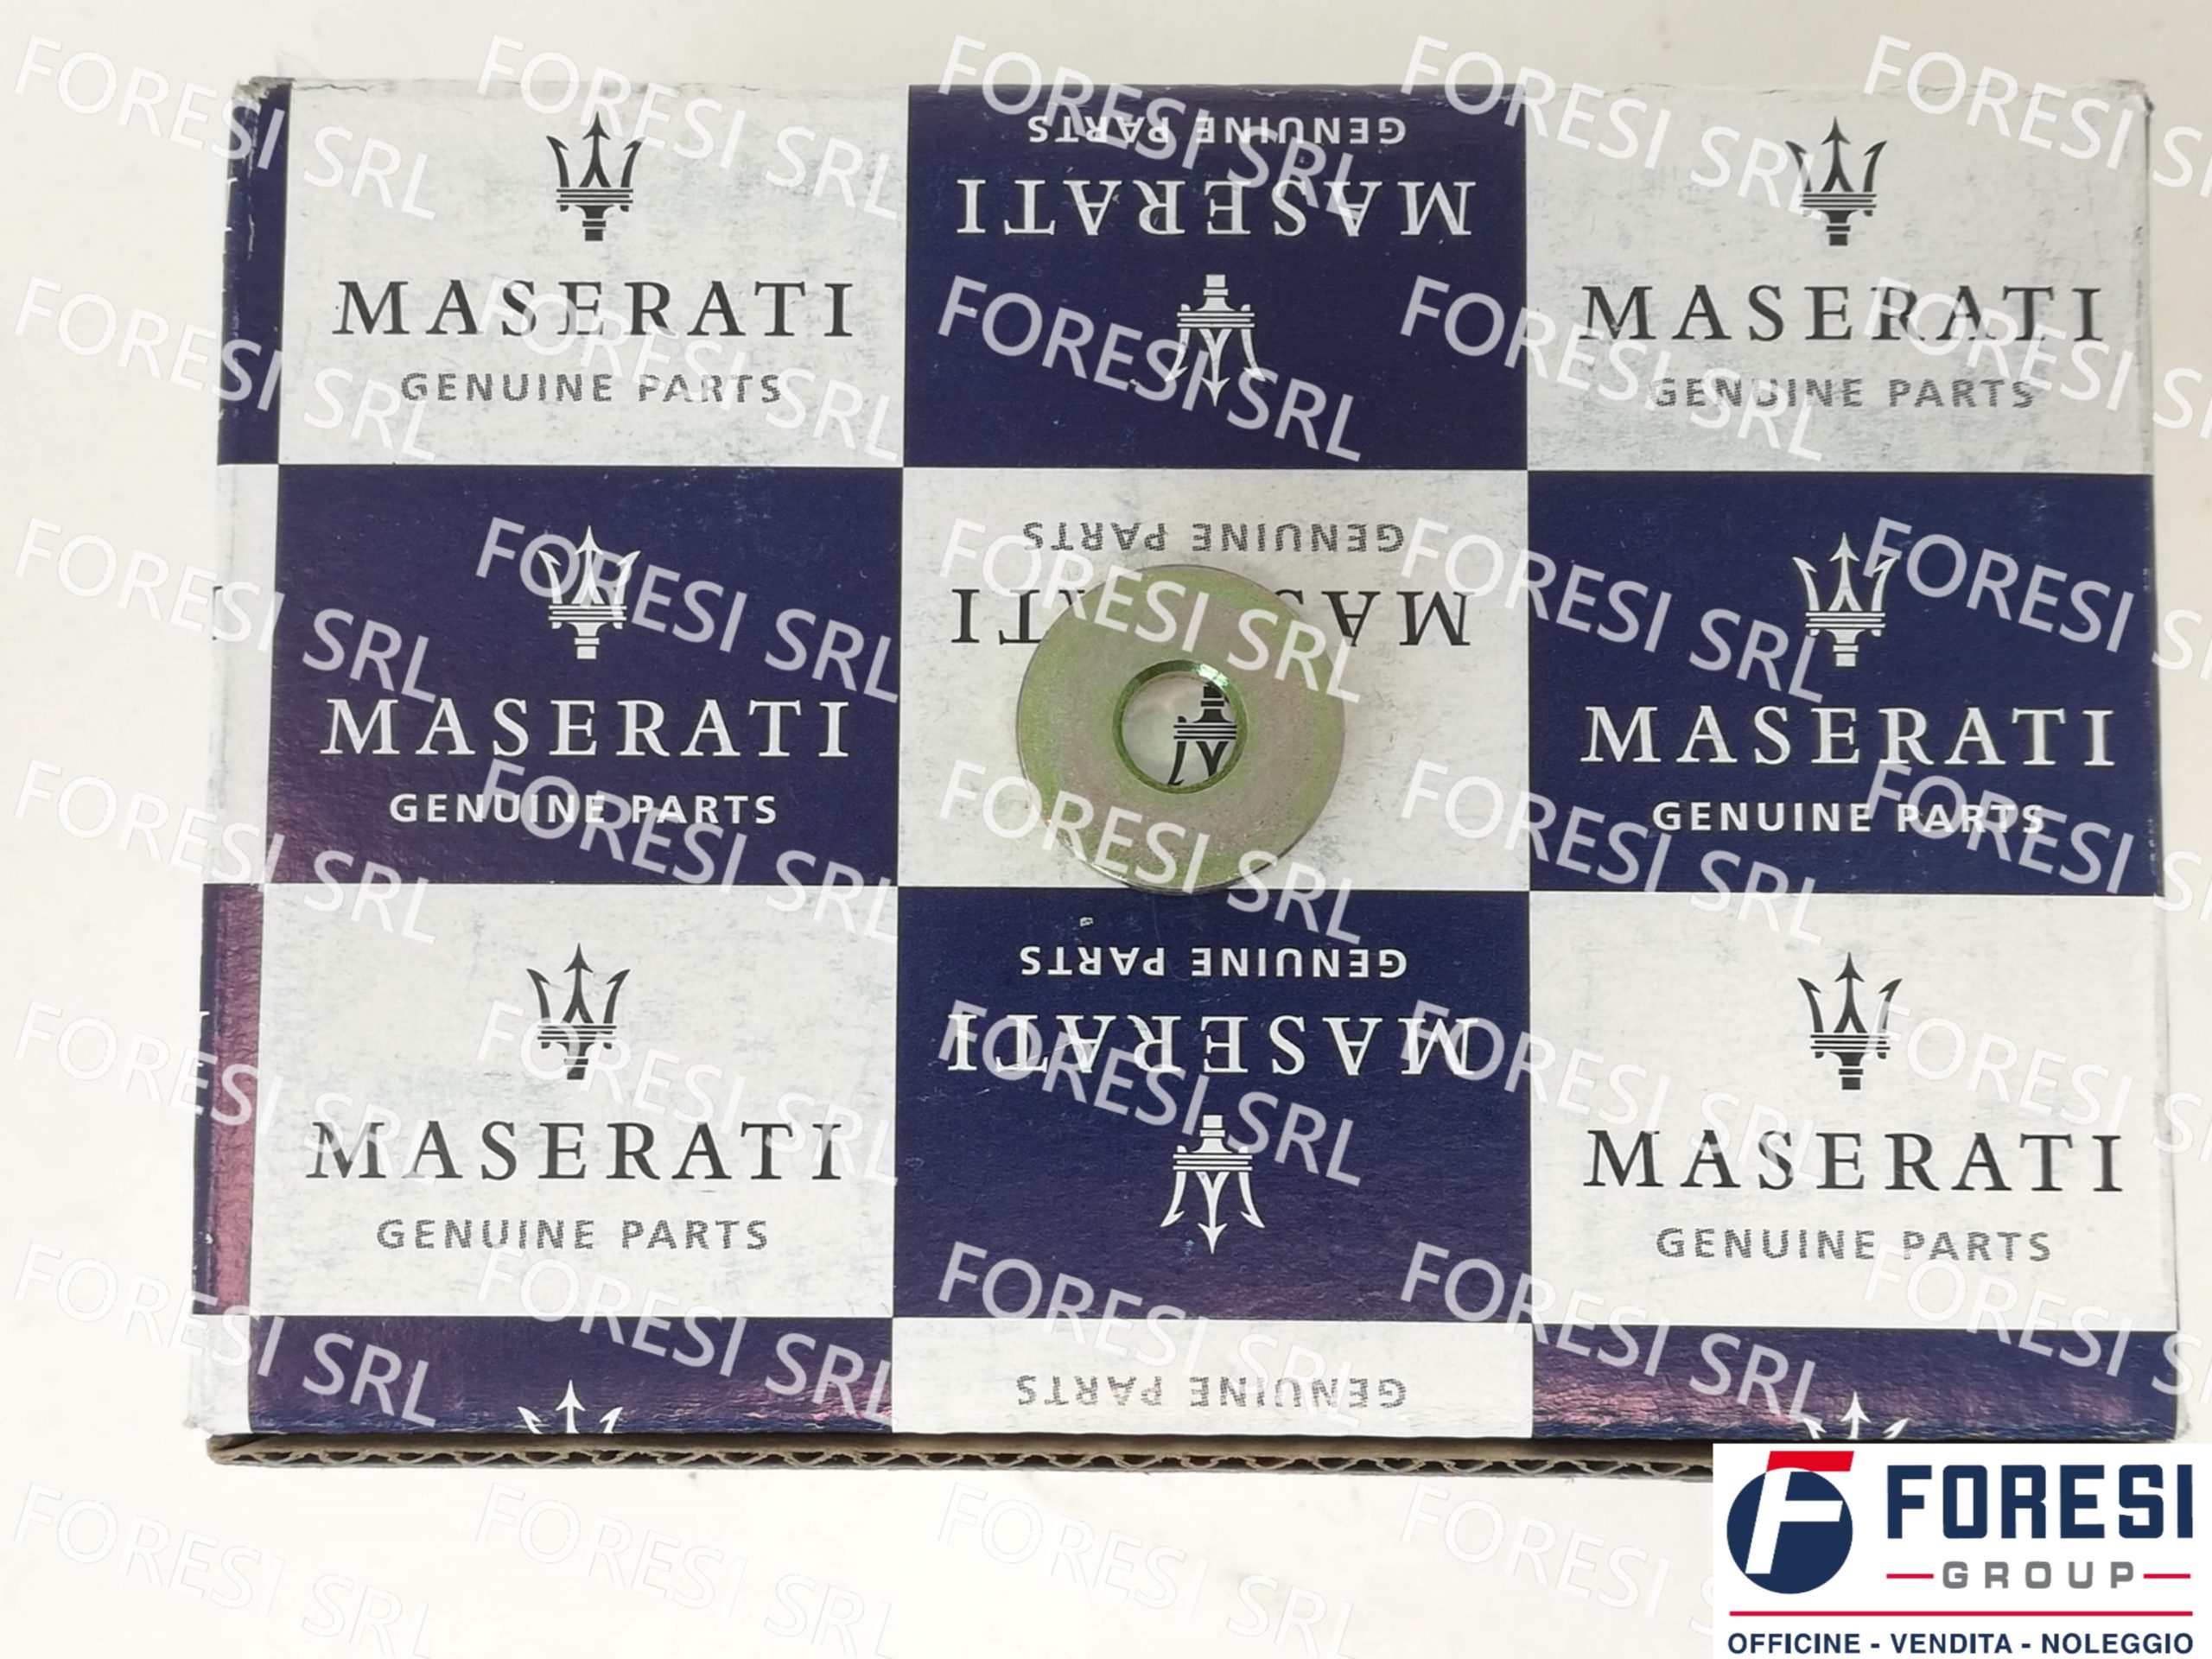 MASERATI
GENUINE PARTS
GENUINE PARTS
MASERATI
MASERATI
GENUINE PARTS
MASERATI
GENUINE PARTS
GENUINE PARTS
MASERATI
MASERATI
GENUINE PARTS
MASERATI
GENUINE PARTS
GENUINE PARTS
MASERATI
MASERATI
GENUINE PARTS
GENUINE PARTS
FORESI SRL
FORESI
GROUP
OFFICINE - VENDITA - NOLEGGIO